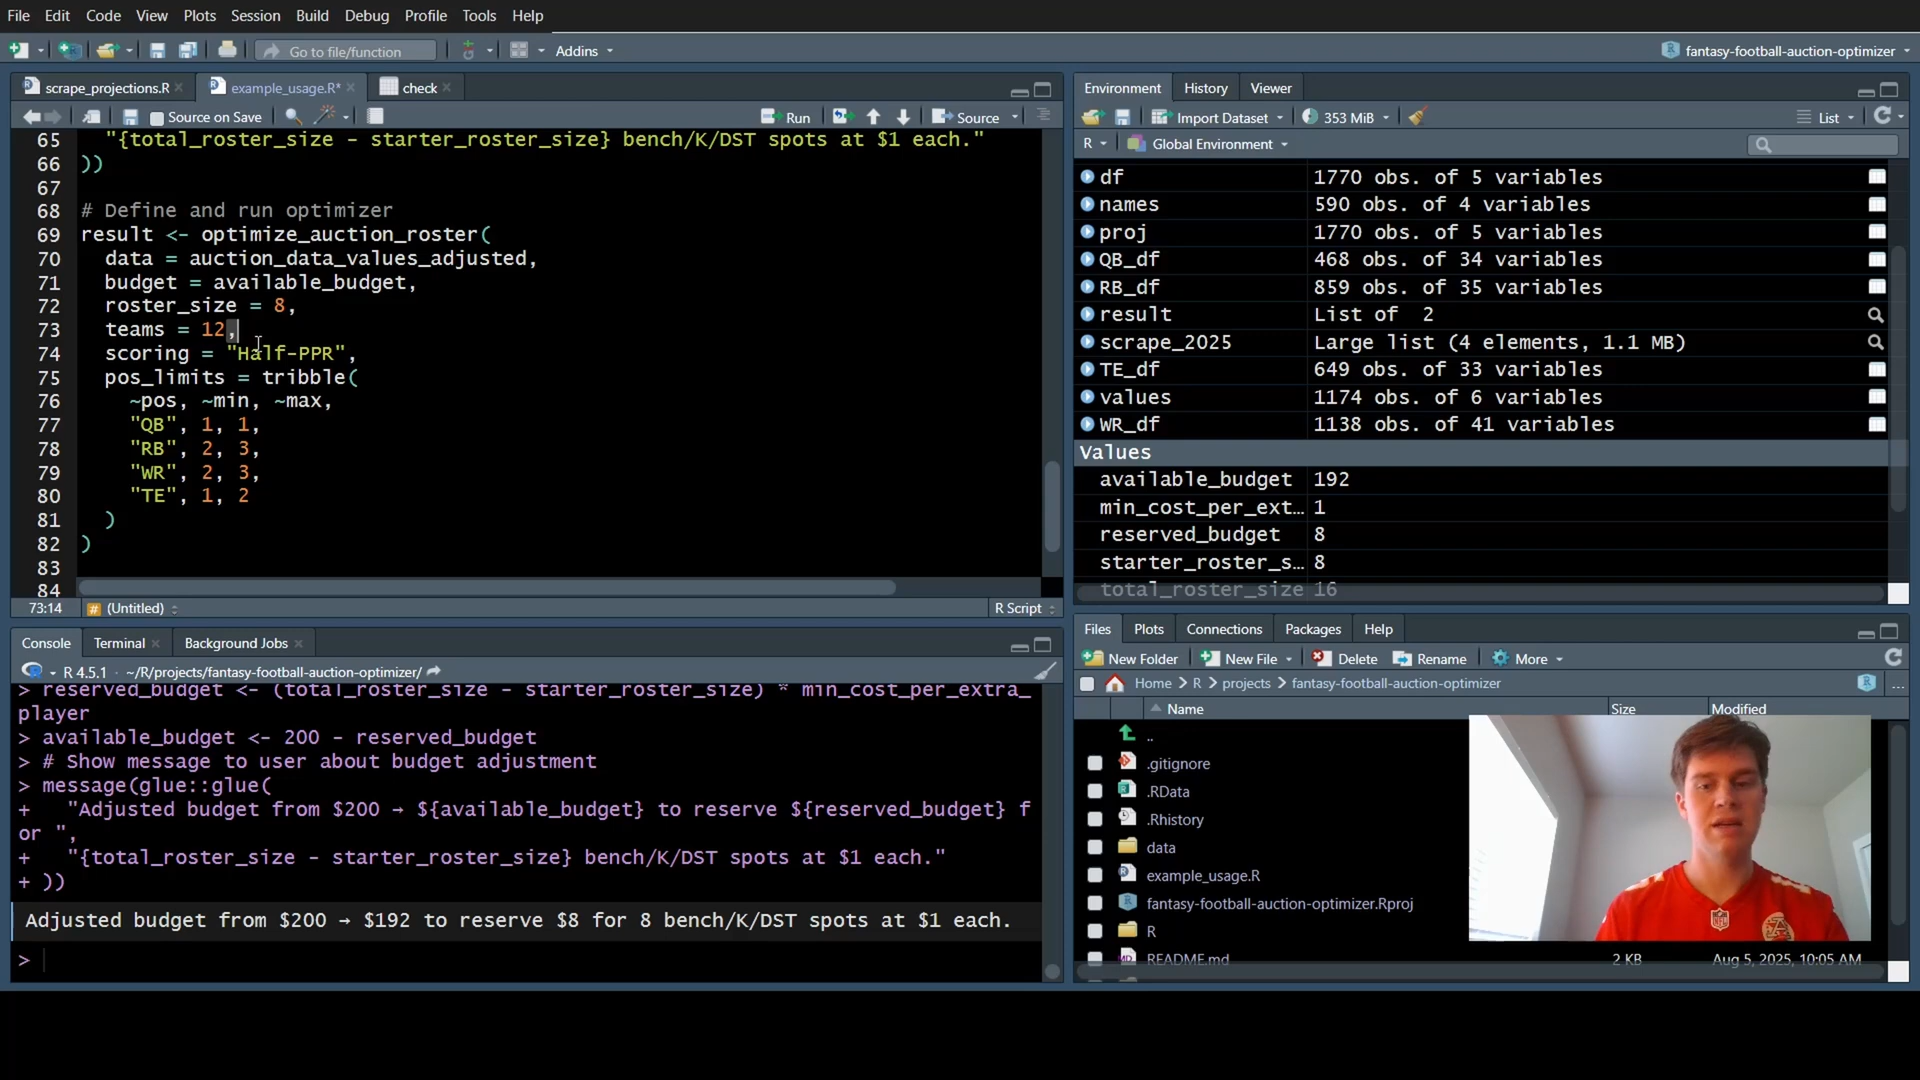 File Edit Code View Plots Session Build Debug Profile Tools Help
Go to file/function Addins fantasy-football-auction-optimizer
scrape_projections.R example_usage.R* check
Source on Save Run Source
65 "{total_roster_size - starter_roster_size} bench/K/DST spots at $1 each."
66 ))
67
68 # Define and run optimizer
69 result <- optimize_auction_roster(
70 data = auction_data_values_adjusted,
71 budget = available_budget,
72 roster_size = 8,
73 teams = 12,
74 scoring = "Half-PPR",
75 pos_limits = tribble(
76 ~pos, ~min, ~max,
77 "QB", 1, 1,
78 "RB", 2, 3,
79 "WR", 2, 3,
80 "TE", 1, 2
81 )
82 )
83
84
73:14 # (Untitled) R Script
Console Terminal Background Jobs
R 4.5.1 · ~/R/projects/fantasy-football-auction-optimizer/
> reserved_budget <- (total_roster_size - starter_roster_size) * min_cost_per_extra_
player
> available_budget <- 200 - reserved_budget
> # Show message to user about budget adjustment
> message(glue::glue(
+ "Adjusted budget from $200 → ${available_budget} to reserve ${reserved_budget} f
or ",
+ "{total_roster_size - starter_roster_size} bench/K/DST spots at $1 each."
+ ))
Adjusted budget from $200 → $192 to reserve $8 for 8 bench/K/DST spots at $1 each.
>
Environment History Viewer
Import Dataset 353 MiB List
R Global Environment
df 1770 obs. of 5 variables
names 590 obs. of 4 variables
proj 1770 obs. of 5 variables
QB_df 468 obs. of 34 variables
RB_df 859 obs. of 35 variables
result List of 2
scrape_2025 Large list (4 elements, 1.1 MB)
TE_df 649 obs. of 33 variables
values 1174 obs. of 6 variables
WR_df 1138 obs. of 41 variables
Values
available_budget 192
min_cost_per_ext… 1
reserved_budget 8
starter_roster_s… 8
total_roster_size 16
Files Plots Connections Packages Help
New Folder New File Delete Rename More
Home > R > projects > fantasy-football-auction-optimizer ...
Name Size Modified
..
.gitignore
.RData
.Rhistory
data
example_usage.R
fantasy-football-auction-optimizer.Rproj
R
README.md 2 KB Aug 5, 2025, 10:05 AM